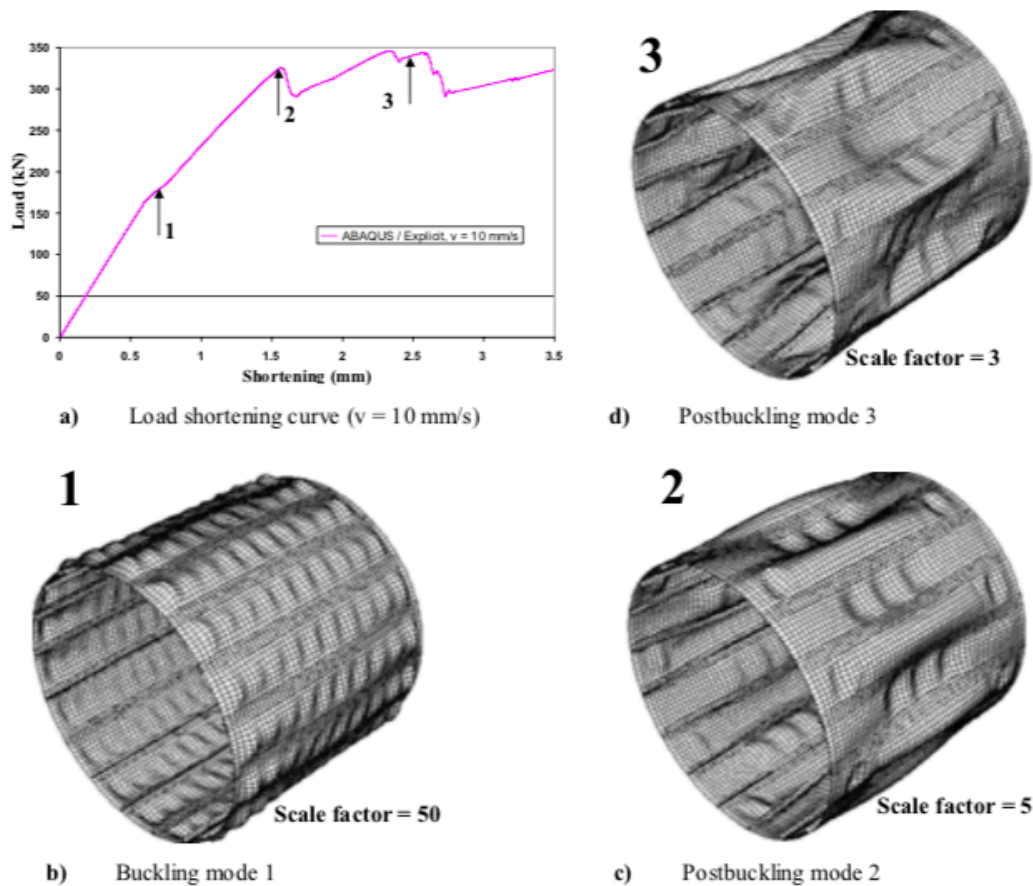 350
300
250
200
150
100
50
0
Load (kN)
1
2
3
ABAQUS / Explicit, v = 10 mm/s
0 0.5 1 1.5 2 2.5 3 3.5
Shortening (mm)
a) Load shortening curve (v = 10 mm/s)
3
Scale factor = 3
d) Postbuckling mode 3
1
Scale factor = 50
b) Buckling mode 1
2
Scale factor = 5
c) Postbuckling mode 2